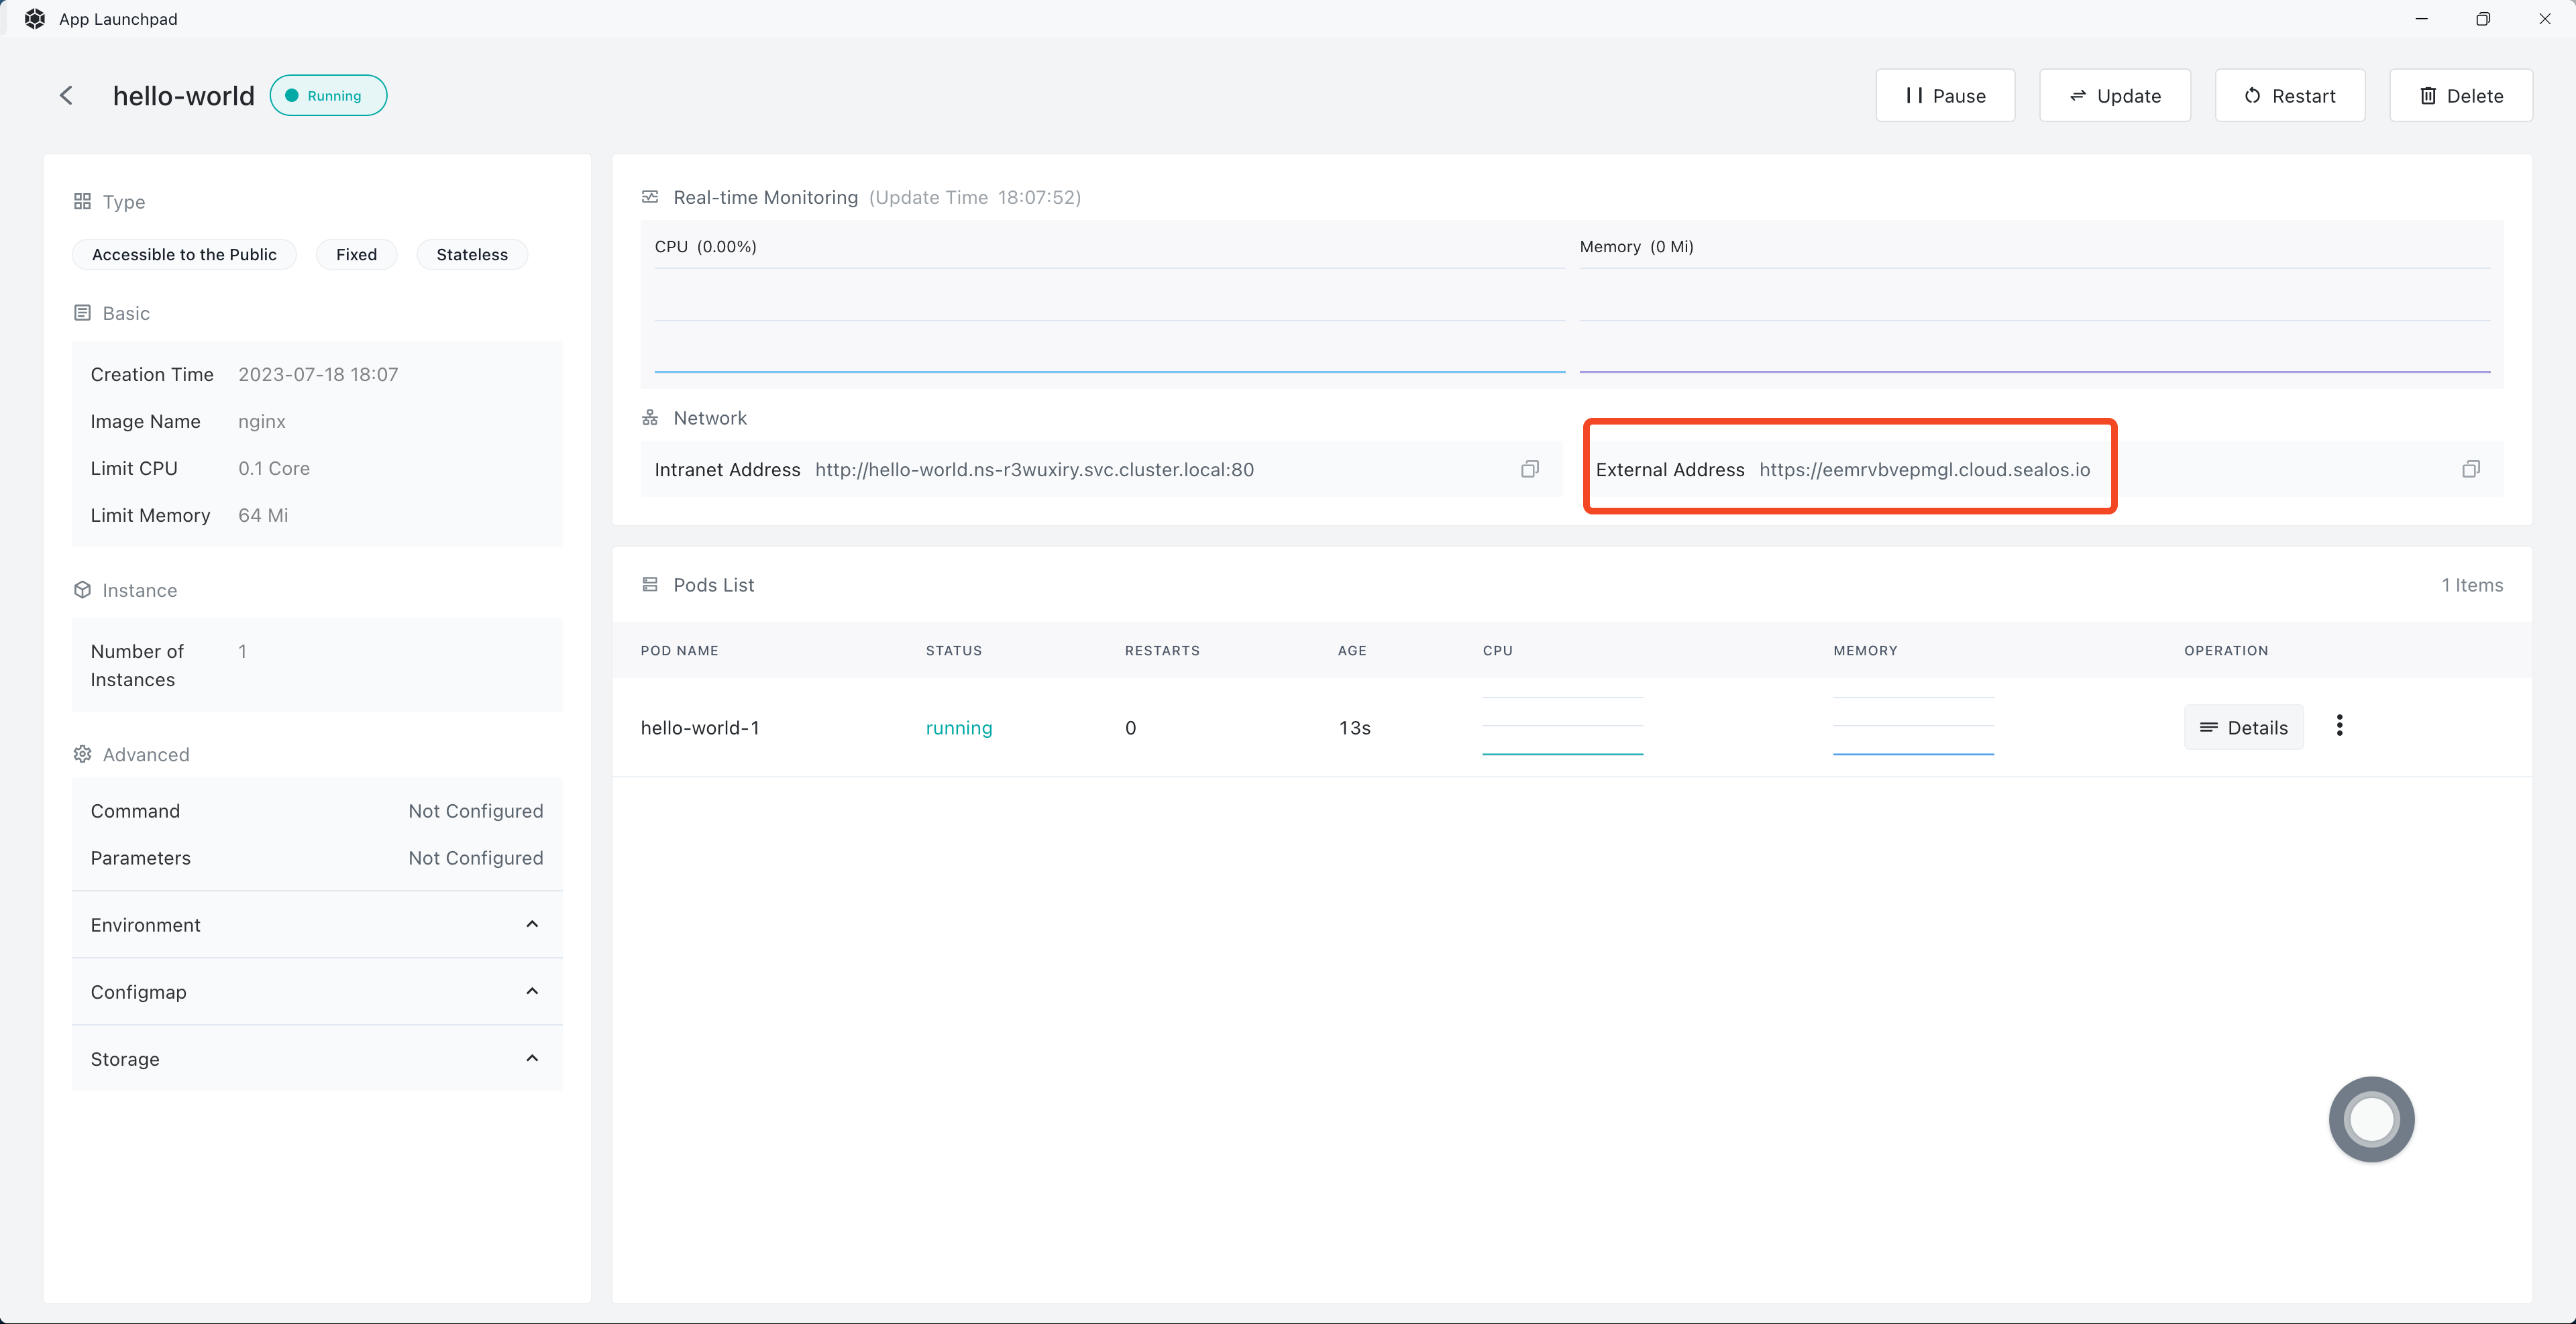 App Launchpad
hello-world
Running
Pause
Update
Restart
Delete
Type
Accessible to the Public
Fixed
Stateless
Basic
Creation Time 2023-07-18 18:07
Image Name nginx
Limit CPU 0.1 Core
Limit Memory 64 Mi
Instance
Number of Instances 1
Advanced
Command Not Configured
Parameters Not Configured
Environment
Configmap
Storage
Real-time Monitoring (Update Time 18:07:52)
CPU (0.00%)
Memory (0 Mi)
Network
Intranet Address http://hello-world.ns-r3wuxiry.svc.cluster.local:80
External Address https://eemrvbvepmgl.cloud.sealos.io
Pods List
1 Items
POD NAME STATUS RESTARTS AGE CPU MEMORY OPERATION
hello-world-1 running 0 13s Details